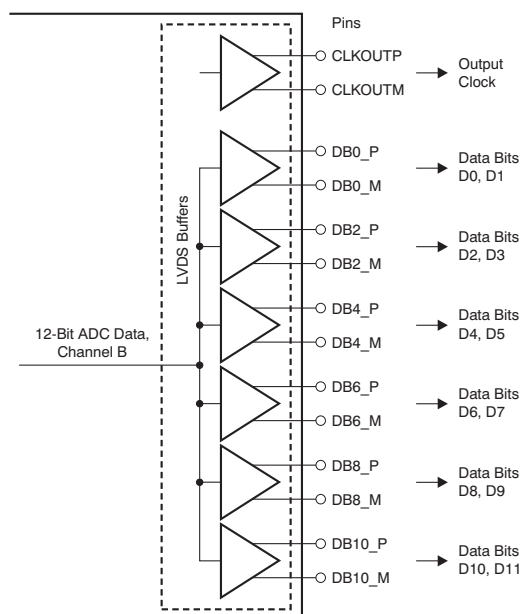 Pins
CLKOUTP
CLKOUTM
Output
Clock
DB0_P
DB0_M
Data Bits
D0, D1
LVDS Buffers
DB2_P
DB2_M
Data Bits
D2, D3
12-Bit ADC Data,
Channel B
DB4_P
DB4_M
Data Bits
D4, D5
DB6_P
DB6_M
Data Bits
D6, D7
DB8_P
DB8_M
Data Bits
D8, D9
DB10_P
DB10_M
Data Bits
D10, D11